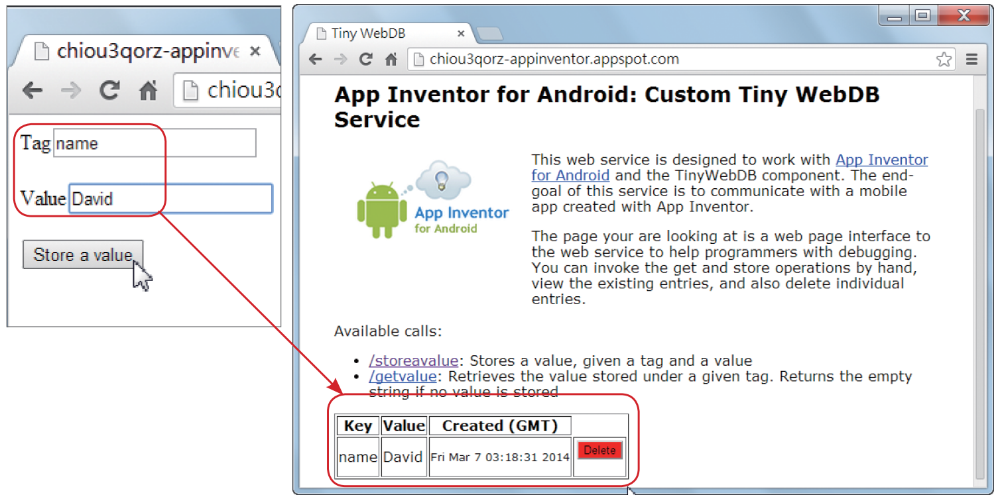 chiou3qorz-appinve
chiou3q
Tag name
Value David
Store a value
Tiny WebDB
chiou3qorz-appinventor.appspot.com
App Inventor for Android: Custom Tiny WebDB
Service
App Inventor
for Android
This web service is designed to work with App Inventor
for Android and the TinyWebDB component. The end-
goal of this service is to communicate with a mobile
app created with App Inventor.
The page your are looking at is a web page interface to
the web service to help programmers with debugging.
You can invoke the get and store operations by hand,
view the existing entries, and also delete individual
entries.
Available calls:
• /storeavalue: Stores a value, given a tag and a value
• /getvalue: Retrieves the value stored under a given tag. Returns the empty
string if no value is stored
Key Value Created (GMT)
name David Fri Mar 7 03:18:31 2014 Delete